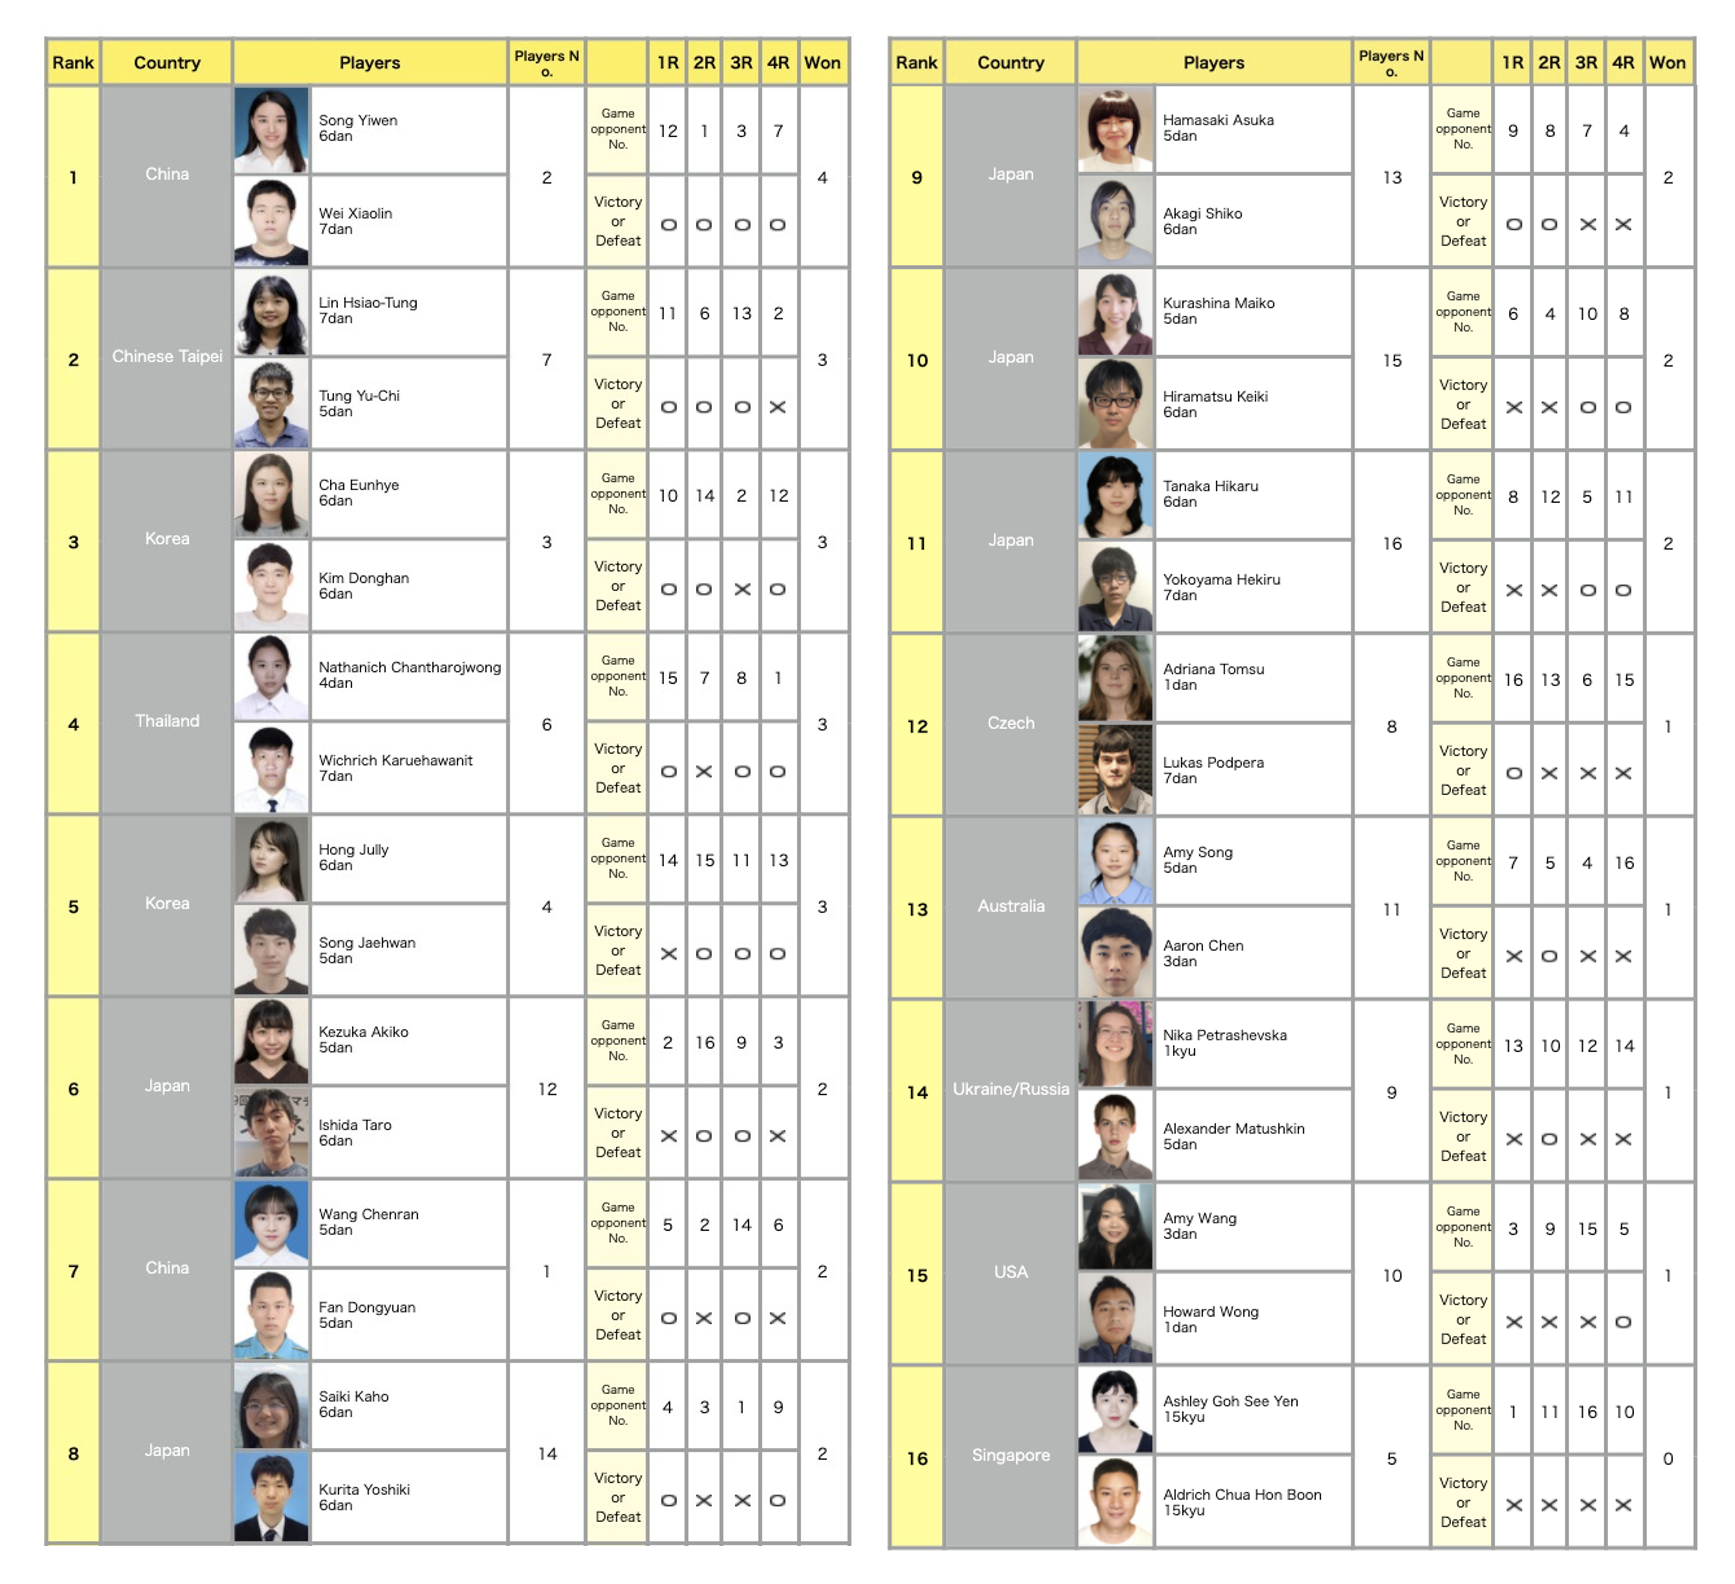 Rank Country Players Players N 1R 2R 3R 4R Won
o.
1 China Song Yiwen
6dan
Wei Xiaolin
7dan
2
Game
opponent
No.
12 1 3 7
Victory
or
Defeat
O O O O
4
2 Chinese Taipei Lin Hsiao-Tung
7dan
Tung Yu-Chi
5dan
7
Game
opponent
No.
11 6 13 2
Victory
or
Defeat
O O O X
3
3 Korea Cha Eunhye
6dan
Kim Donghan
6dan
3
Game
opponent
No.
10 14 2 12
Victory
or
Defeat
O O X O
3
4 Thailand Nathanich Chantharojwong
4dan
Wichrich Karuehawanit
7dan
6
Game
opponent
No.
15 7 8 1
Victory
or
Defeat
O X O O
3
5 Korea Hong Jully
6dan
Song Jaehwan
5dan
4
Game
opponent
No.
14 15 11 13
Victory
or
Defeat
X O O O
3
6 Japan Kezuka Akiko
5dan
Ishida Taro
6dan
12
Game
opponent
No.
2 16 9 3
Victory
or
Defeat
X O O X
2
7 China Wang Chenran
5dan
Fan Dongyuan
5dan
1
Game
opponent
No.
5 2 14 6
Victory
or
Defeat
O X O X
2
8 Japan Saiki Kaho
6dan
Kurita Yoshiki
6dan
14
Game
opponent
No.
4 3 1 9
Victory
or
Defeat
O X X O
2
Rank Country Players Players N 1R 2R 3R 4R Won
o.
9 Japan Hamasaki Asuka
5dan
Akagi Shiko
6dan
13
Game
opponent
No.
9 8 7 4
Victory
or
Defeat
O O X X
2
10 Japan Kurashina Maiko
5dan
Hiramatsu Keiki
6dan
15
Game
opponent
No.
6 4 10 8
Victory
or
Defeat
X X O O
2
11 Japan Tanaka Hikaru
6dan
Yokoyama Hekiru
7dan
16
Game
opponent
No.
8 12 5 11
Victory
or
Defeat
X X O O
2
12 Czech Adriana Tomsu
1dan
Lukas Podpera
7dan
8
Game
opponent
No.
16 13 6 15
Victory
or
Defeat
O X X X
1
13 Australia Amy Song
5dan
Aaron Chen
3dan
11
Game
opponent
No.
7 5 4 16
Victory
or
Defeat
X O X X
1
14 Ukraine/Russia Nika Petrashevska
1kyu
Alexander Matushkin
5dan
9
Game
opponent
No.
13 10 12 14
Victory
or
Defeat
X O X X
1
15 USA Amy Wang
3dan
Howard Wong
1dan
10
Game
opponent
No.
3 9 15 5
Victory
or
Defeat
X X X O
1
16 Singapore Ashley Goh See Yen
15kyu
Aldrich Chua Hon Boon
15kyu
5
Game
opponent
No.
1 11 16 10
Victory
or
Defeat
X X X X
0